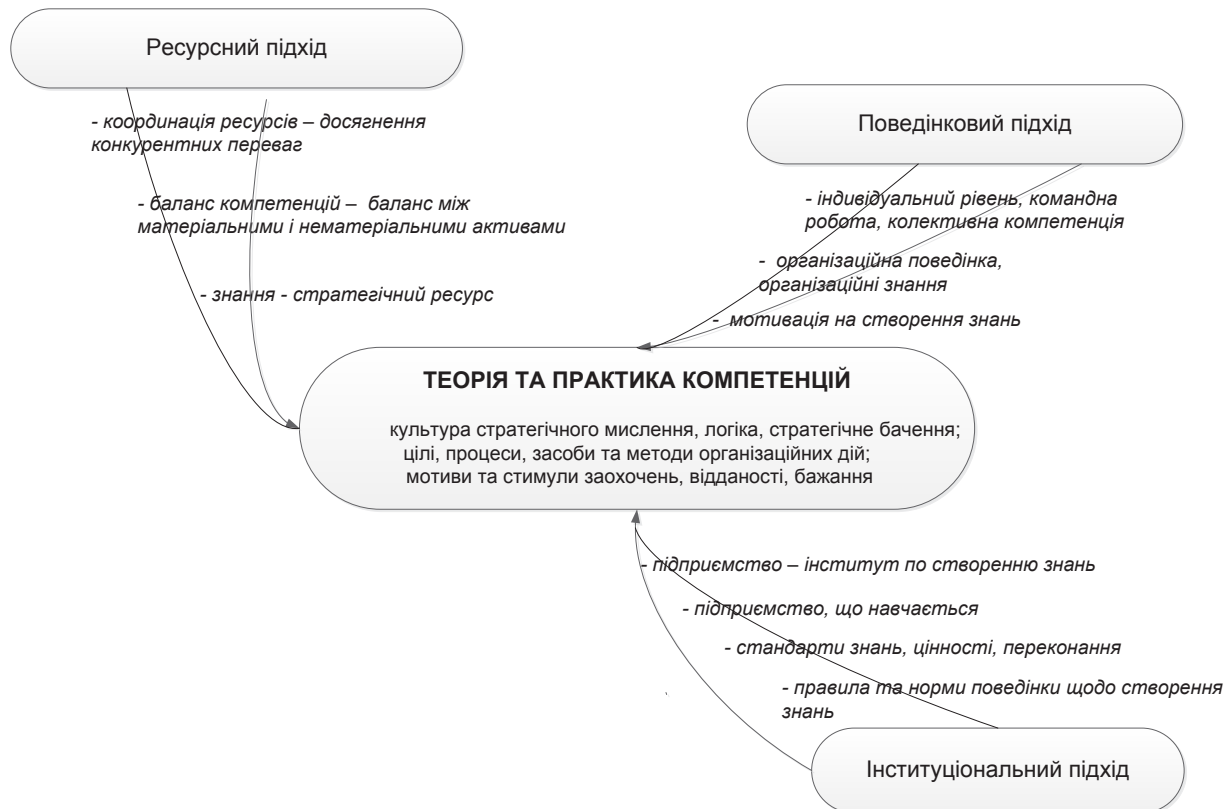 Ресурсний підхід
- координація ресурсів – досягнення
конкурентних переваг
- баланс компетенцій – баланс між
матеріальними і нематеріальними активами
- знання - стратегічний ресурс
Поведінковий підхід
- індивідуальний рівень, командна
робота, колективна компетенція
- організаційна поведінка,
організаційні знання
- мотивація на створення знань
ТЕОРІЯ ТА ПРАКТИКА КОМПЕТЕНЦІЙ
культура стратегічного мислення, логіка, стратегічне бачення;
цілі, процеси, засоби та методи організаційних дій;
мотиви та стимули заохочень, відданості, бажання
- підприємство – інститут по створенню знань
- підприємство, що навчається
- стандарти знань, цінності, переконання
- правила та норми поведінки щодо створення
знань
Інституціональний підхід